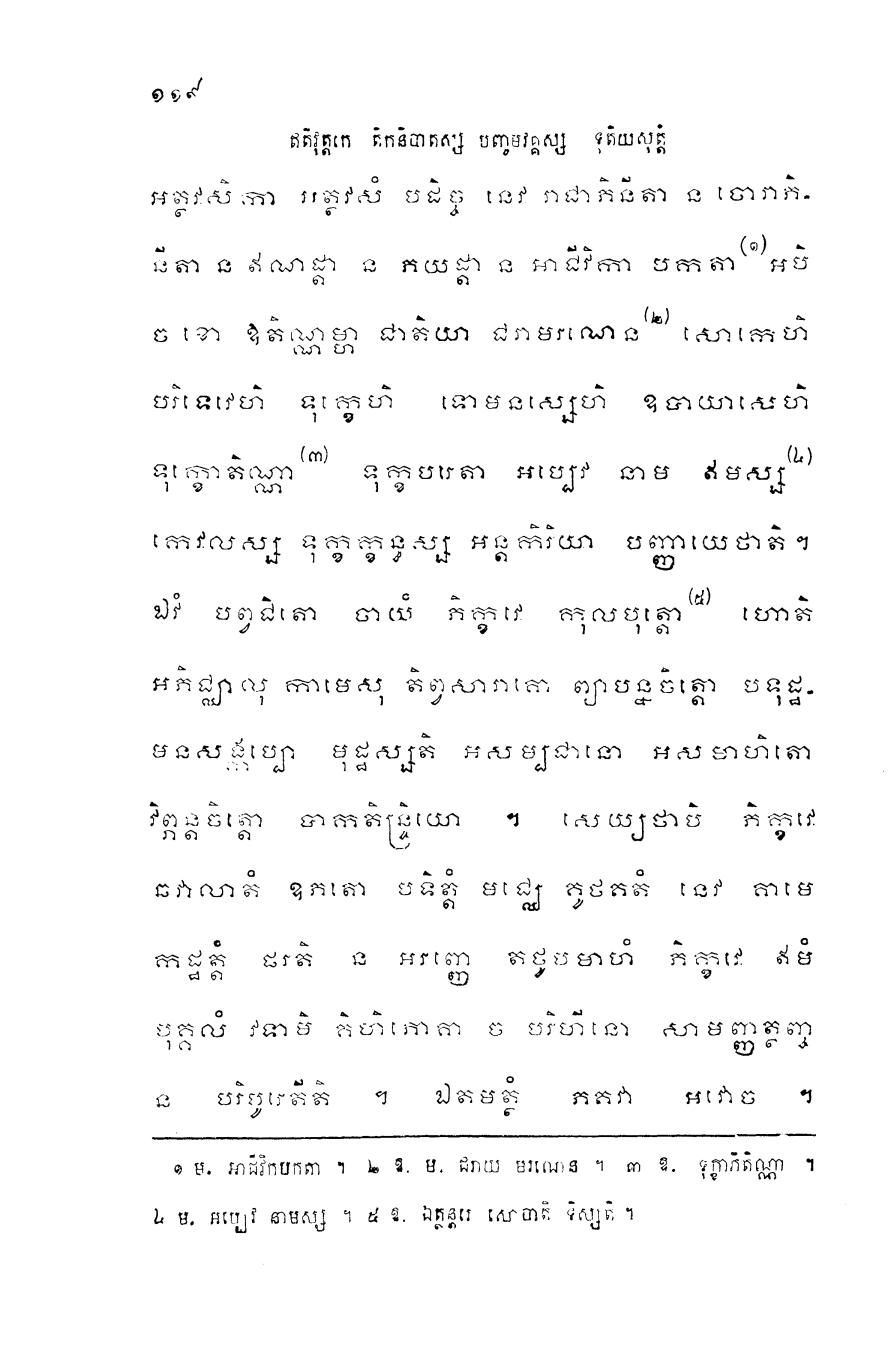 ១១៩
ឥតិវុត្តកេ តិកនិបាតស្ស បញ្ចមវគ្គស្ស ទុតិយសុត្តំ
អត្ថវសិកា អត្ថវសំ បដិច្ច នេវ រាជាភិនីតា ន ចោរាភិ-
នីតា ន ឥណដ្តា ន ភយដ្តា ន អាជីវិកា បកតា(១)អបិ
ច ខោ ឱតិណ្ណម្ហា ជាតិយា ជរាមរណេន(២) សោកេហិ
បរិទេវេហិ ទុក្ខេហិ ទោមនស្សេហិ ឧបាយាសេហិ
ទុក្ខោតិណ្ណា(៣) ទុក្ខបរេតា អប្បេវ នាម ឥមស្ស(៤)
កេវលស្ស ទុក្ខក្ខន្ធស្ស អន្តកិរិយា បញ្ញាយេថាតិ។
ឯវំ បព្វជិតោ ចាយំ ភិក្ខវេ កុលបុត្តោ(៥) ហោតិ
អភិជ្ឈាលុ កាមេសុ តិព្វសារាគោ ព្យាបន្នចិត្តោ បទុដ្ឋ-
មនសង្កប្បោ មុដ្ឋស្សតិ អសម្បជានោ អសមាហិតោ
វិព្ភន្តចិត្តោ បាកតិន្ទ្រិយោ ។ សេយ្យថាបិ ភិក្ខវេ
ឆវាលាតំ ឧភតោ បទិត្តំ មជ្ឈេ គូថគតំ នេវ គាមេ
កដ្ឋត្តំ ផរតិ ន អរញ្ញេ តថូបមាហំ ភិក្ខវេ ឥមំ
បុគ្គលំ វទាមិ គិហិភោគា ច បរិហីនោ សាមញ្ញត្ថញ្ច
ន បរិបូរេតីតិ ។ ឯតមត្ថំ ភគវា អវោច ។
១ ម. អាជីវិកបកតា ។ ២ ឱ. ម. ជរាយ មរណេន ។ ៣ ឱ. ទុក្ខាភិតិណ្ណា ។
៤ ម. អប្បេវ នាមស្ស ។ ៥ ឱ. ឯត្ថន្តរេ សោបាតិ ទិស្សតិ ។